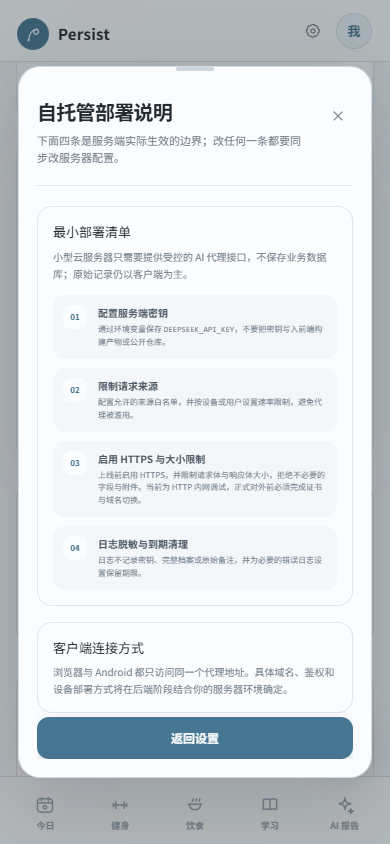 Persist
我
自托管部署说明
下面四条是服务端实际生效的边界；改任何一条都要同
步改服务器配置。
最小部署清单
小型云服务器只需要提供受控的 AI 代理接口，不保存业务数据
库；原始记录仍以客户端为主。
01
配置服务端密钥
通过环境变量保存 DEEPSEEK_API_KEY，不要把密钥写入前端构
建产物或公开仓库。
02
限制请求来源
配置允许的来源白名单，并按设备或用户设置速率限制，避免代
理被滥用。
03
启用 HTTPS 与大小限制
上线前启用 HTTPS，并限制请求体与响应体大小，拒绝不必要的
字段与附件。当前为 HTTP 内网调试，正式对外前必须完成证书
与域名切换。
04
日志脱敏与到期清理
日志不记录密钥、完整档案或原始备注，并为必要的错误日志设
置保留期限。
客户端连接方式
浏览器与 Android 都只访问同一个代理地址。具体域名、鉴权和
设备部署方式将在后端阶段结合你的服务器环境确定。
返回设置
今日
健身
饮食
学习
AI 报告